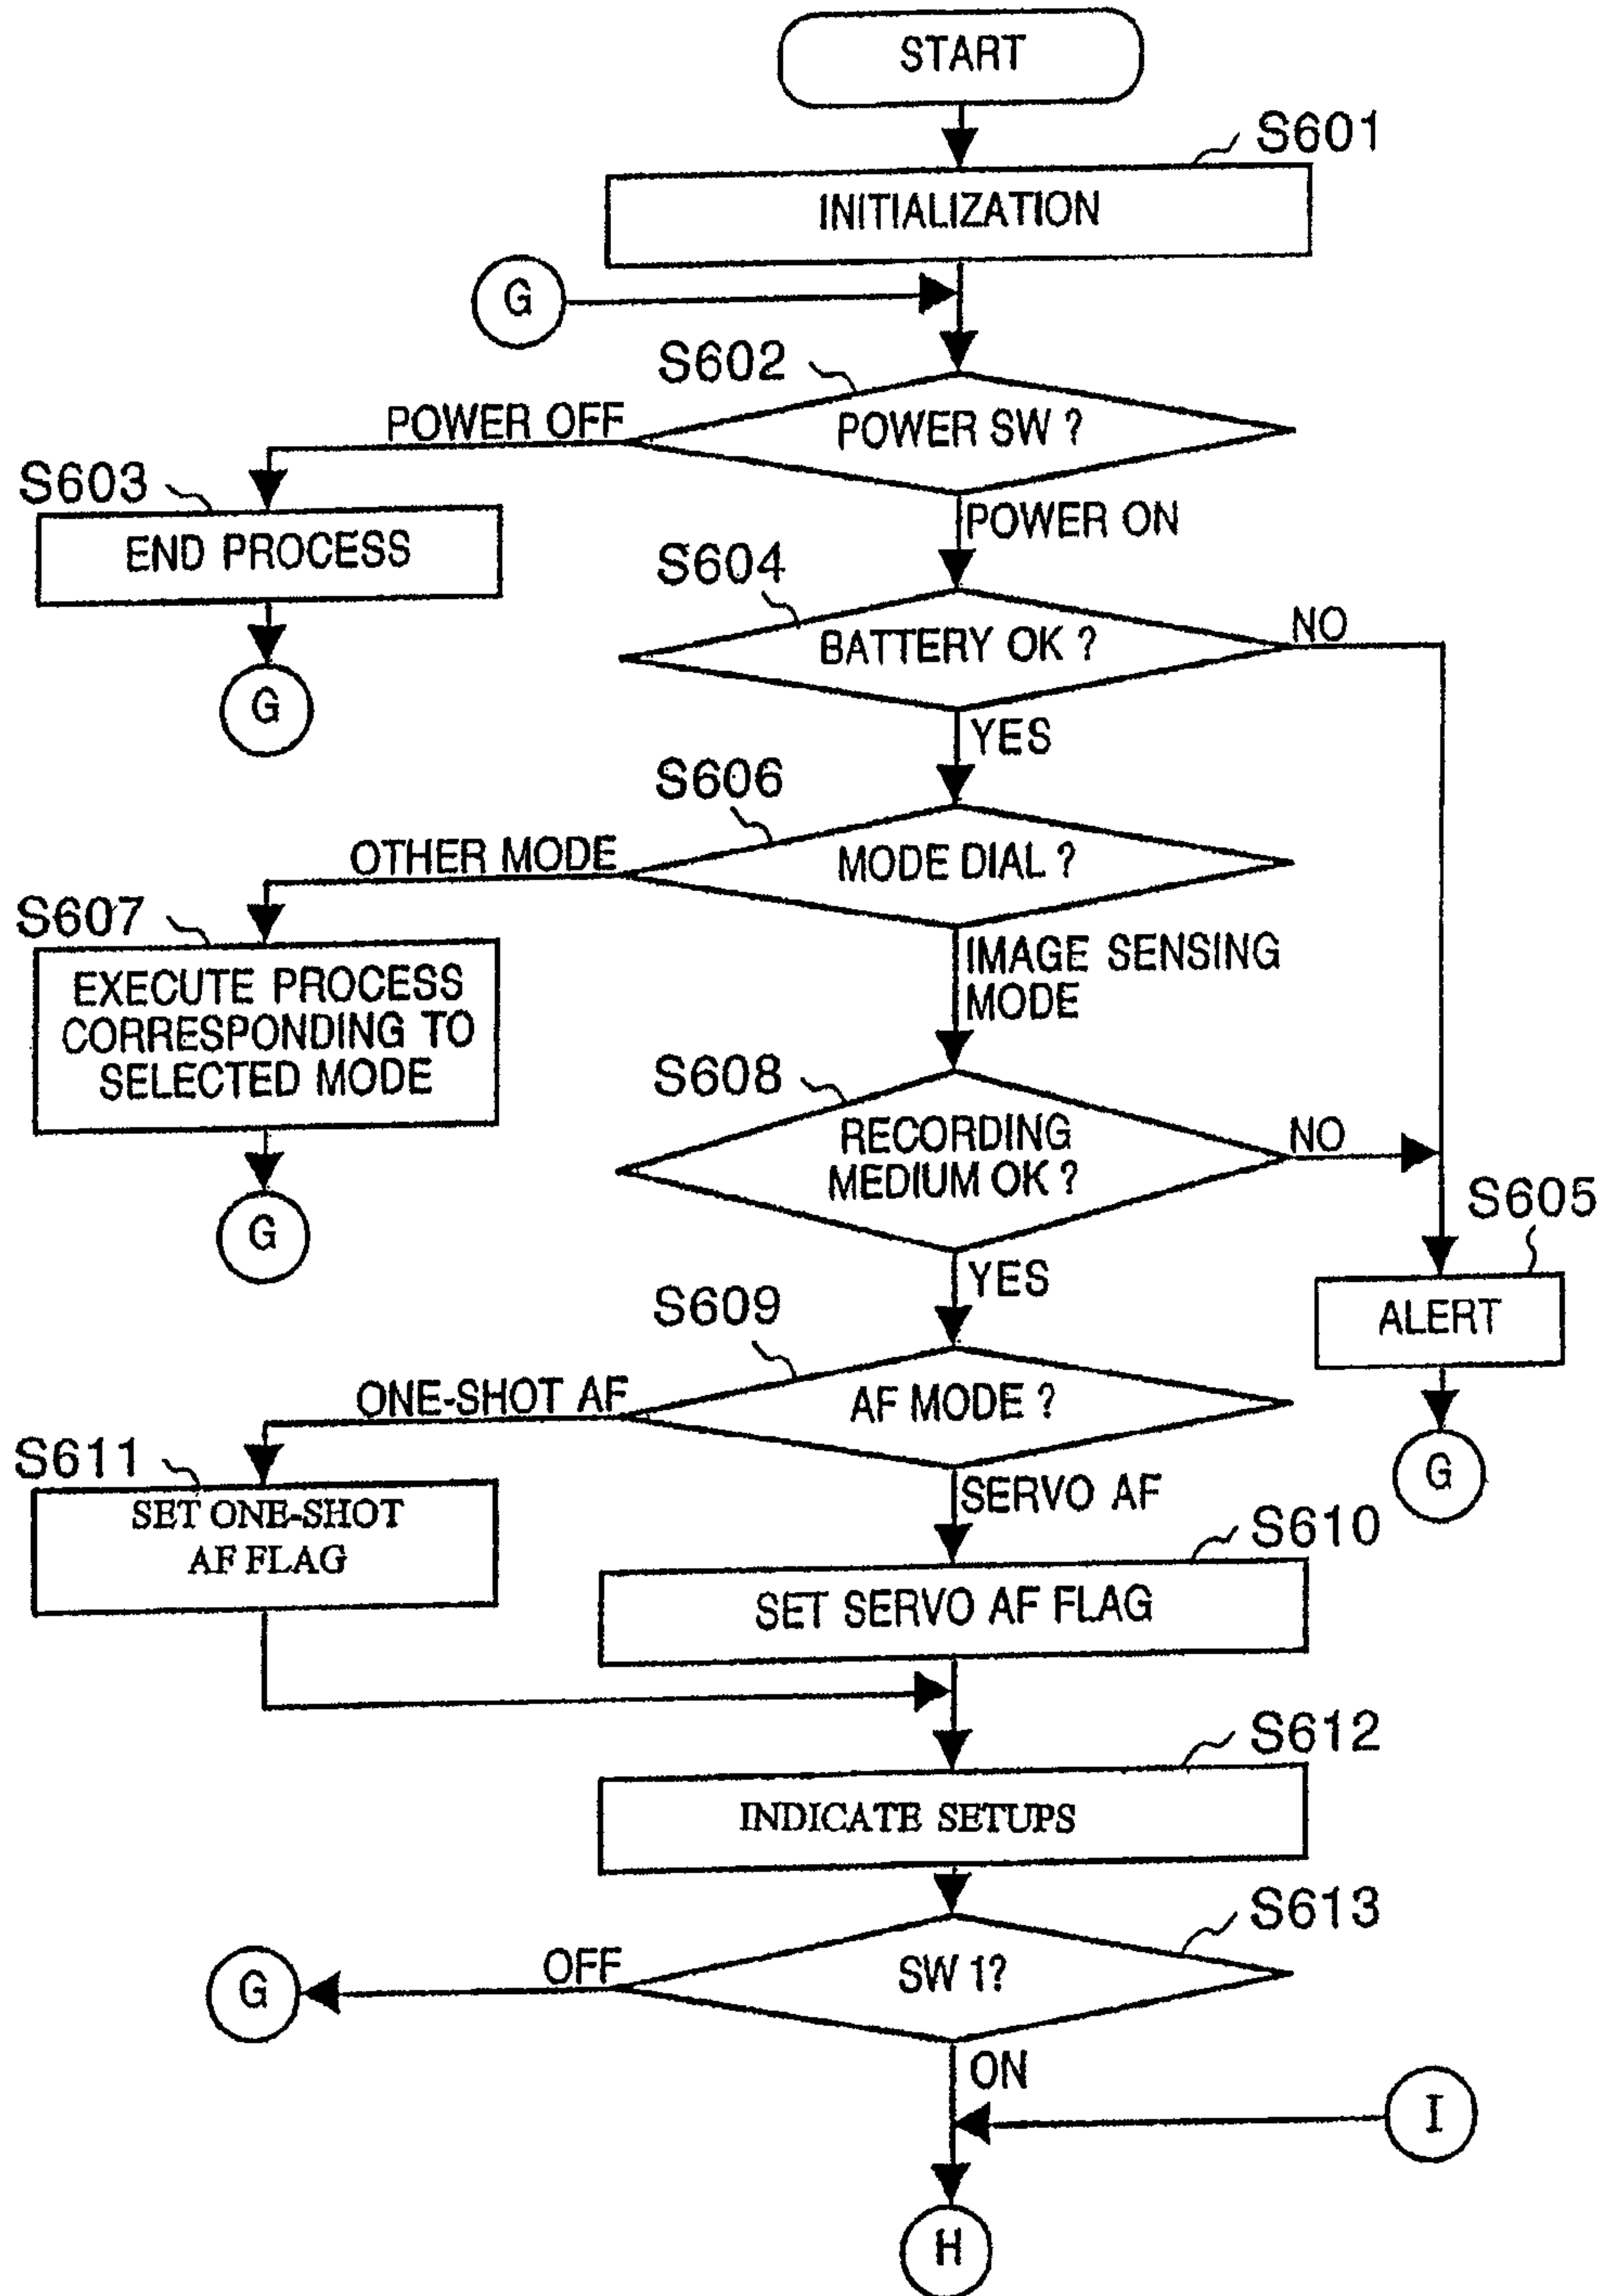 START
S601
INITIALIZATION
G
S602
POWER SW ?
POWER OFF
S603
END PROCESS
G
POWER ON
S604
BATTERY OK ?
NO
YES
S606
MODE DIAL ?
OTHER MODE
S607
EXECUTE PROCESS
CORRESPONDING TO
SELECTED MODE
G
IMAGE SENSING
MODE
S608
RECORDING
MEDIUM OK ?
NO
S605
ALERT
G
YES
S609
AF MODE ?
ONE-SHOT AF
S611
SET ONE-SHOT
AF FLAG
SERVO AF
S610
SET SERVO AF FLAG
S612
INDICATE SETUPS
S613
SW 1?
OFF
G
ON
I
H